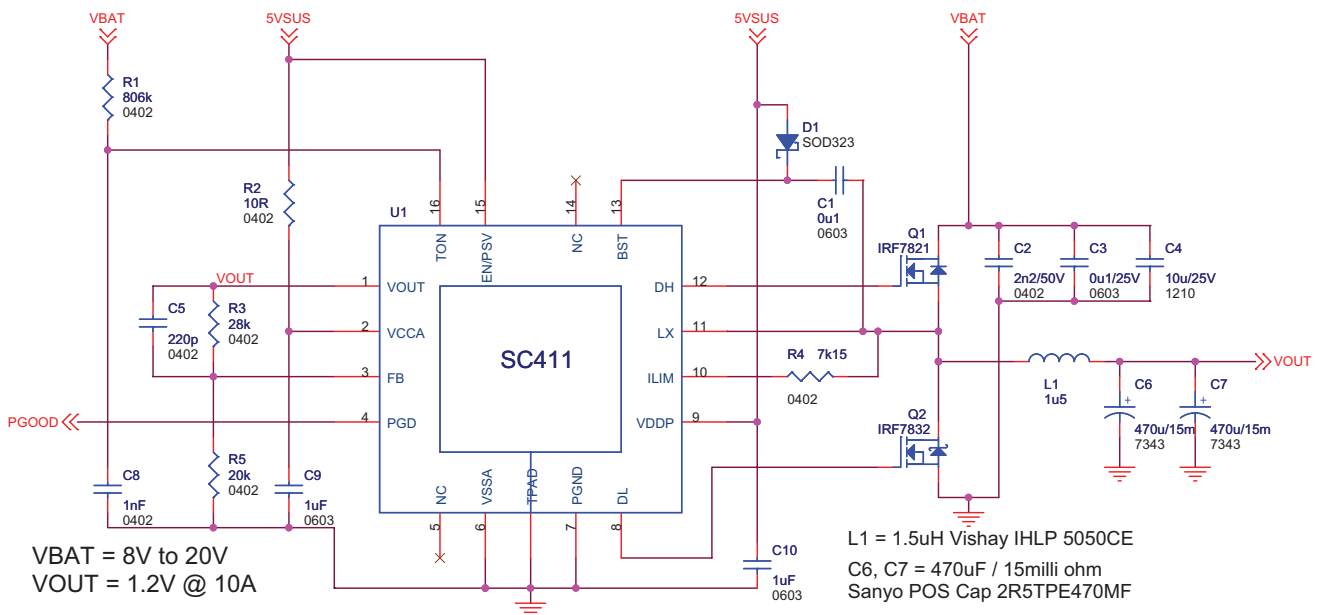 VBAT
5VSUS
5VSUS
VBAT
R1
806k
0402
R2
10R
0402
D1
SOD323
C1
0u1
0603
U1
16
15
14
13
TON
EN/PSV
NC
BST
Q1
IRF7821
C2
2n2/50V
0402
C3
0u1/25V
0603
C4
10u/25V
1210
VOUT
C5
220p
0402
R3
28k
0402
1
VOUT
2
VCCA
3
FB
4
PGD
SC411
DH
12
LX
11
ILIM
10
VDDP
9
R4 7k15
0402
L1
1u5
VOUT
C6
470u/15m
7343
C7
470u/15m
7343
PGOOD
Q2
IRF7832
R5
20k
0402
C8
1nF
0402
C9
1uF
0603
NC
VSSA
TPAD
PGND
DL
5
6
7
8
C10
1uF
0603
VBAT = 8V to 20V
VOUT = 1.2V @ 10A
L1 = 1.5uH Vishay IHLP 5050CE
C6, C7 = 470uF / 15milli ohm
Sanyo POS Cap 2R5TPE470MF